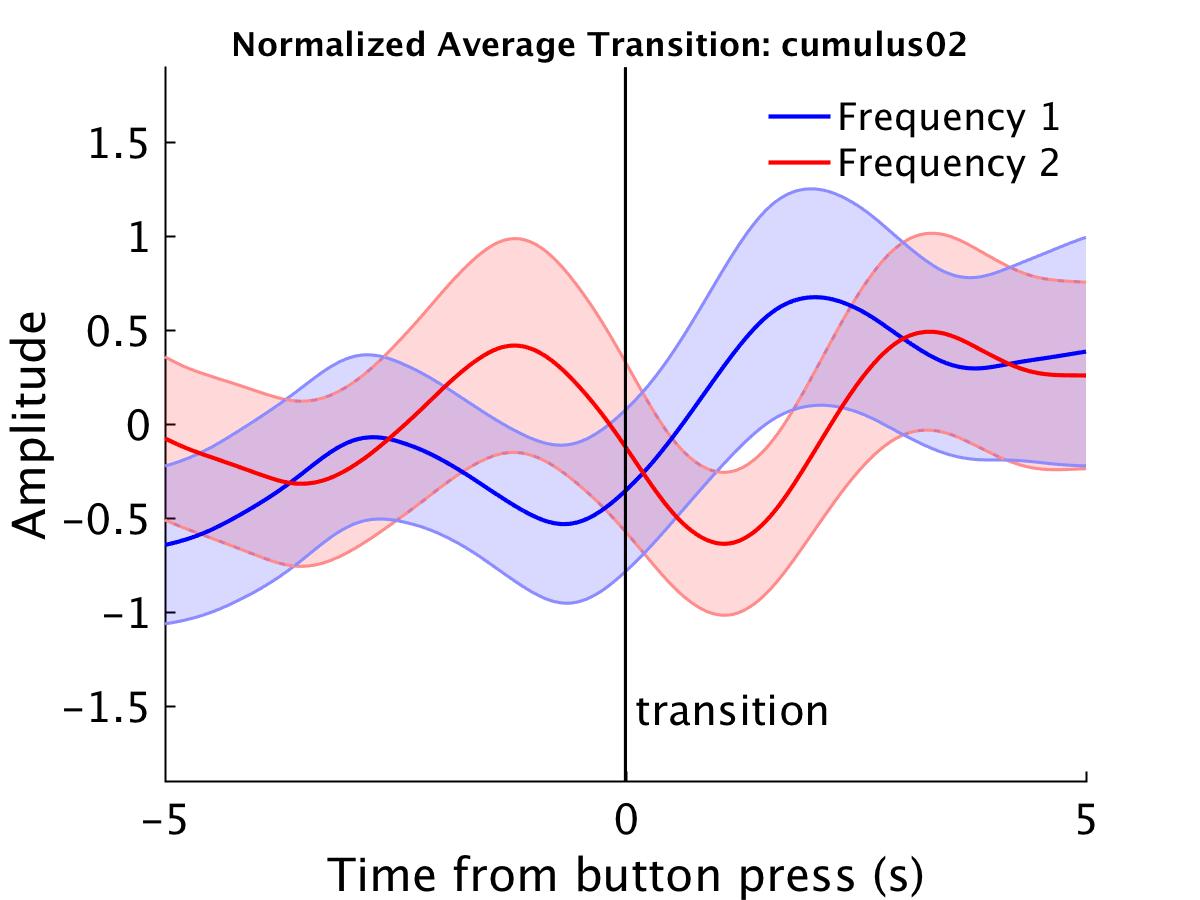 Normalized Average Transition: cumulus02
Frequency 1
Frequency 2
1.5
1
0.5
0
−0.5
−1
−1.5
Amplitude
transition
−5
0
5
Time from button press (s)